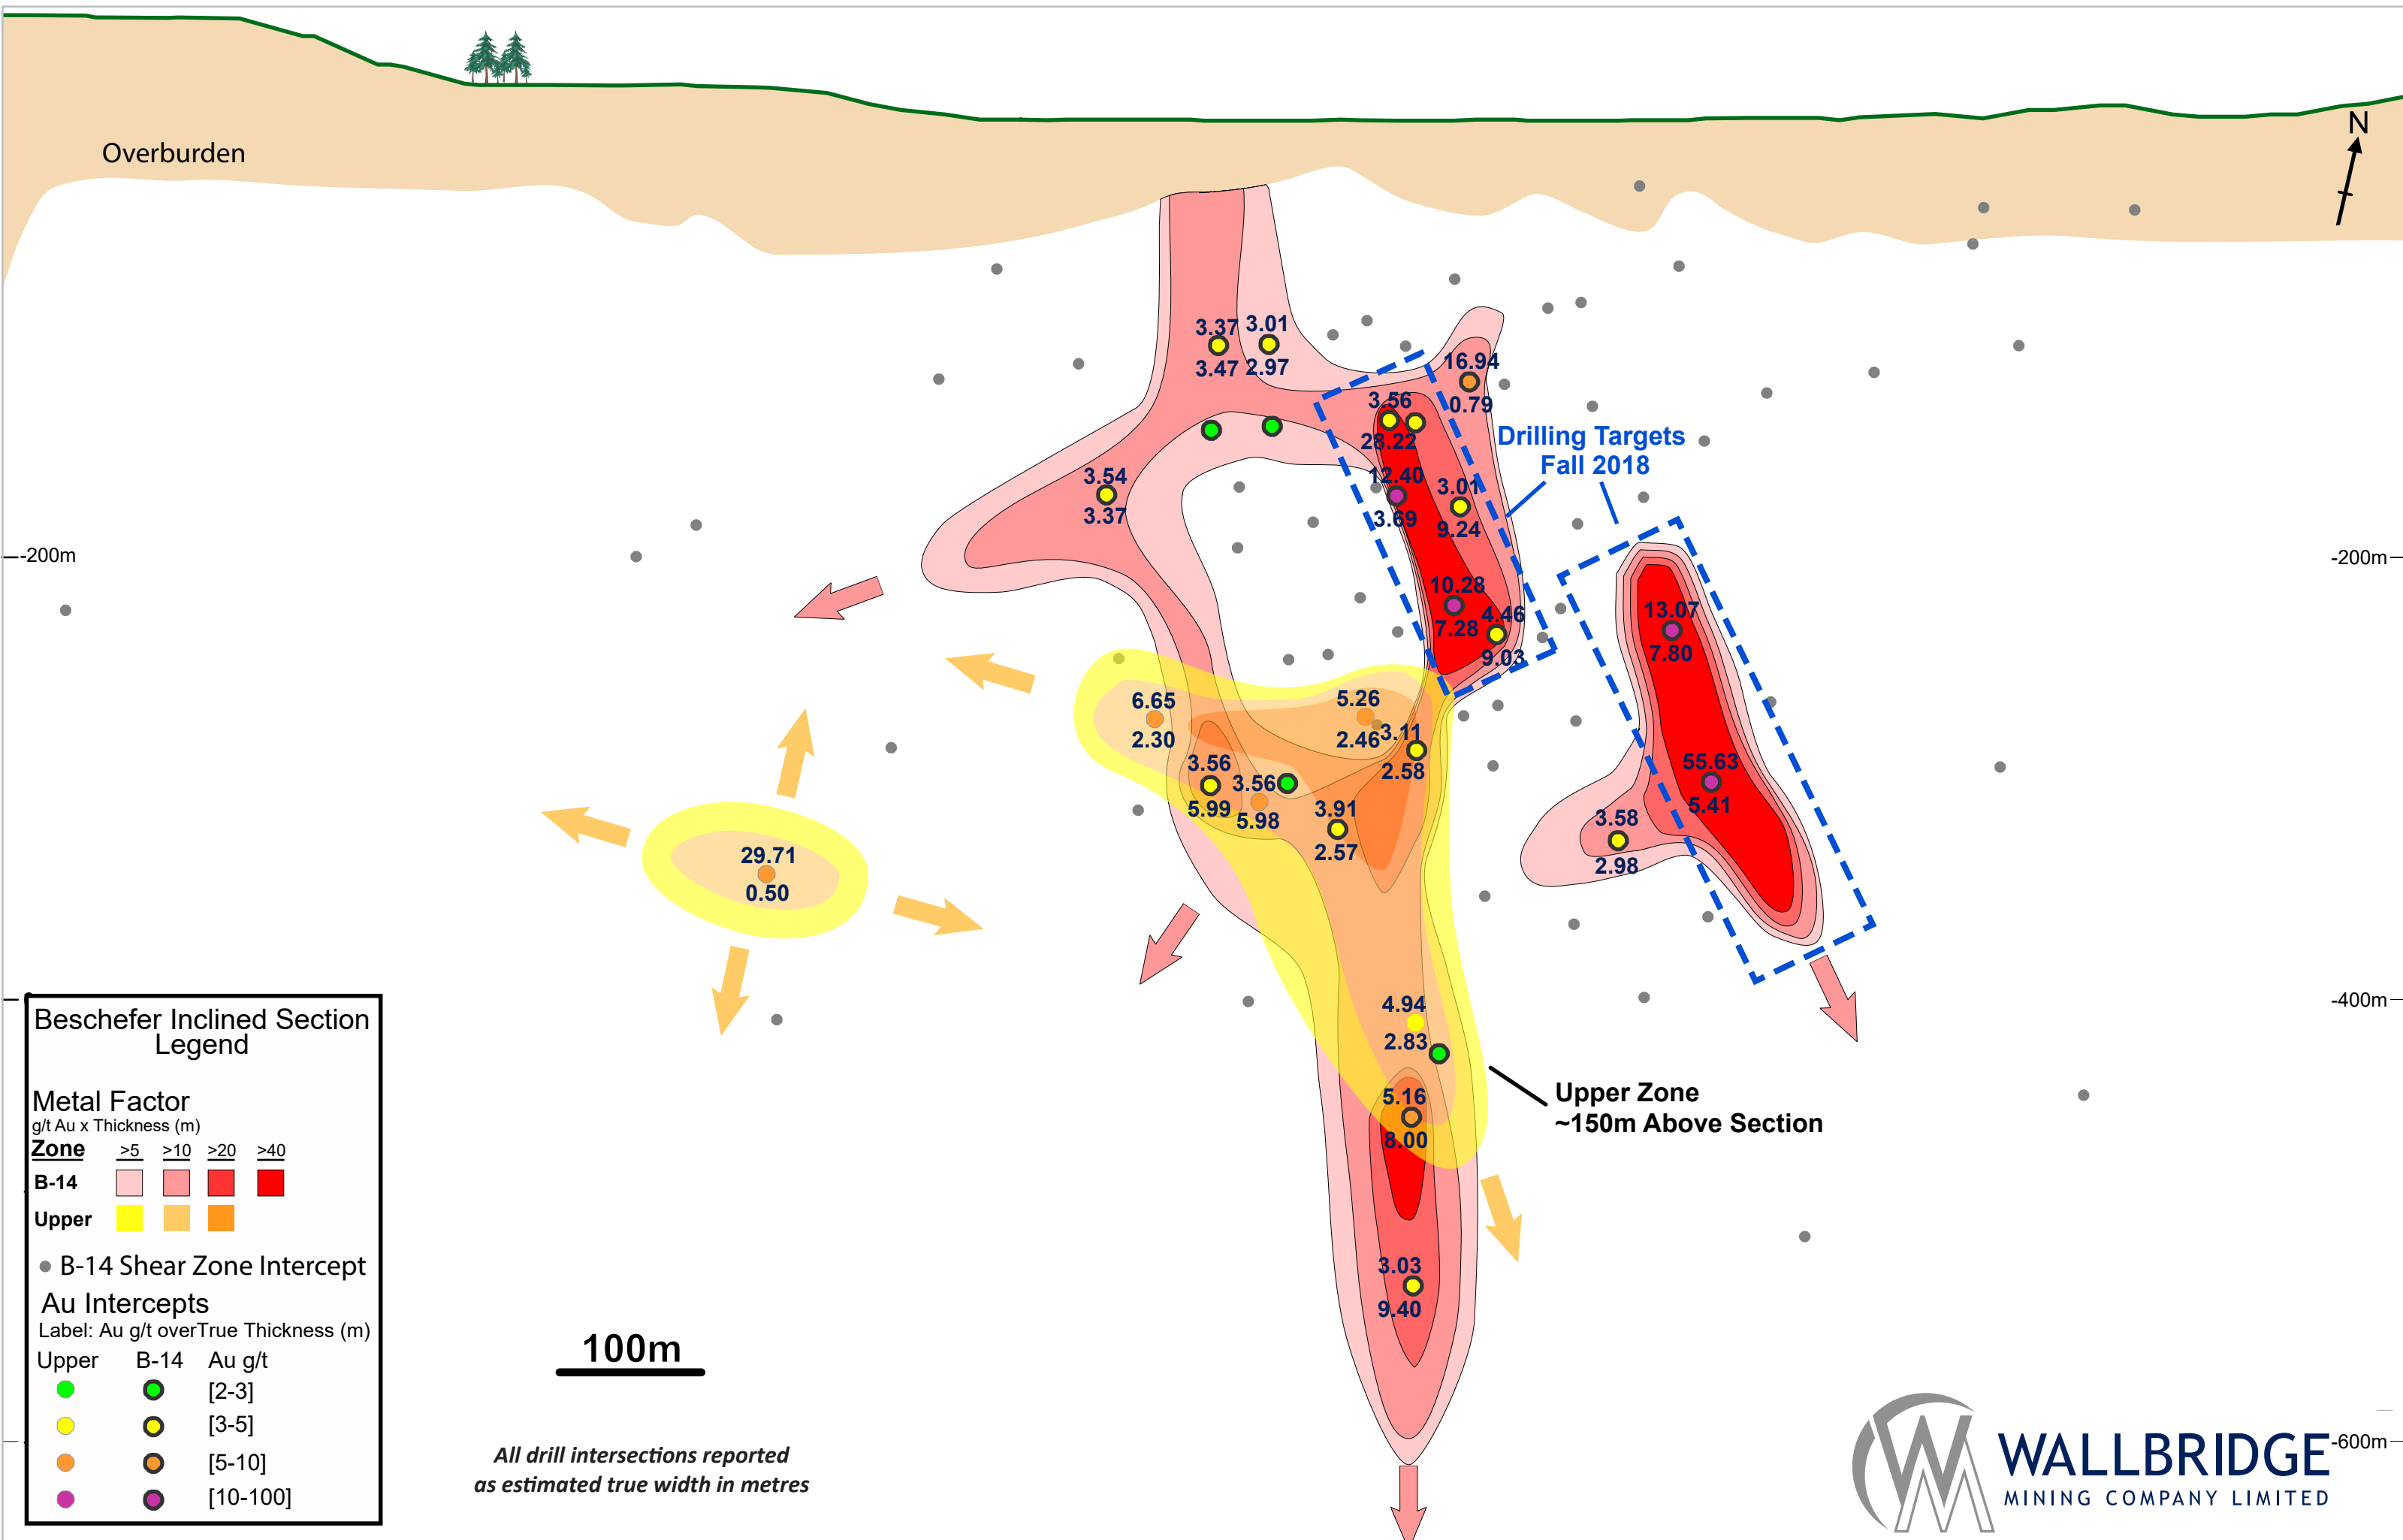 N
Overburden
3.37
3.01
3.47
2.97
16.94
0.79
3.56
28.22
Drilling Targets
Fall 2018
12.40
3.69
3.01
9.24
3.54
3.37
-200m
-200m
10.28
7.28
4.46
9.03
13.07
7.80
6.65
2.30
5.26
2.46
3.11
2.58
3.56
5.99
3.56
5.98
3.91
2.57
55.63
5.41
3.58
2.98
29.71
0.50
-400m
4.94
2.83
5.16
8.00
Upper Zone
~150m Above Section
3.03
9.40
Beschefer Inclined Section
Legend
Metal Factor
g/t Au x Thickness (m)
Zone >5 >10 >20 >40
B-14
Upper
B-14 Shear Zone Intercept
Au Intercepts
Label: Au g/t overTrue Thickness (m)
Upper B-14 Au g/t
[2-3]
[3-5]
[5-10]
[10-100]
100m
All drill intersections reported
as estimated true width in metres
WALLBRIDGE
MINING COMPANY LIMITED
-600m